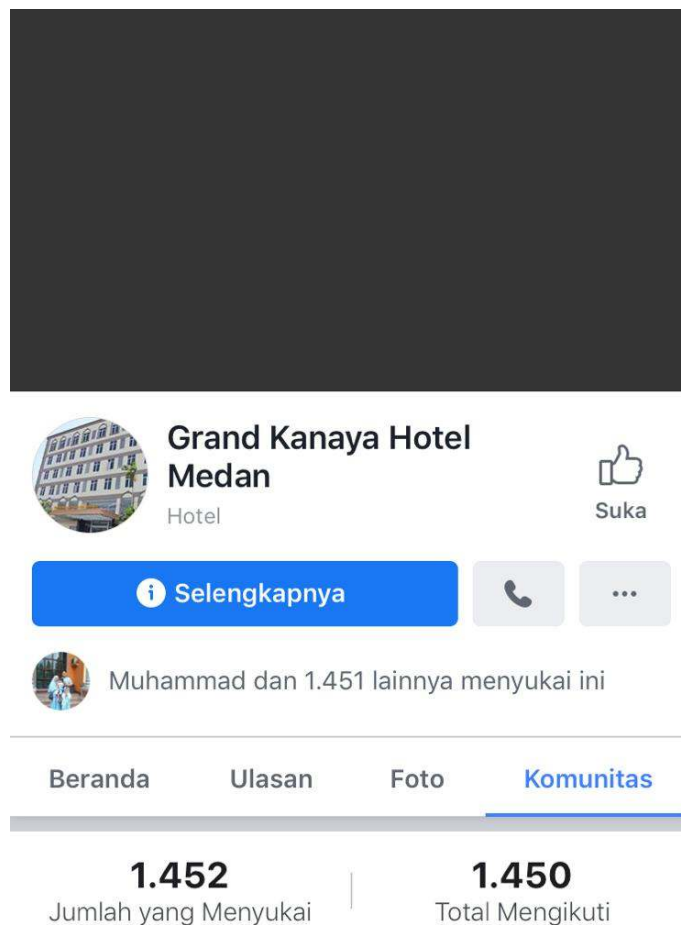 Grand Kanaya Hotel
Medan
Hotel
Suka
Selengkapnya
Muhammad dan 1.451 lainnya menyukai ini
Beranda Ulasan Foto Komunitas
1.452 1.450
Jumlah yang Menyukai Total Mengikuti